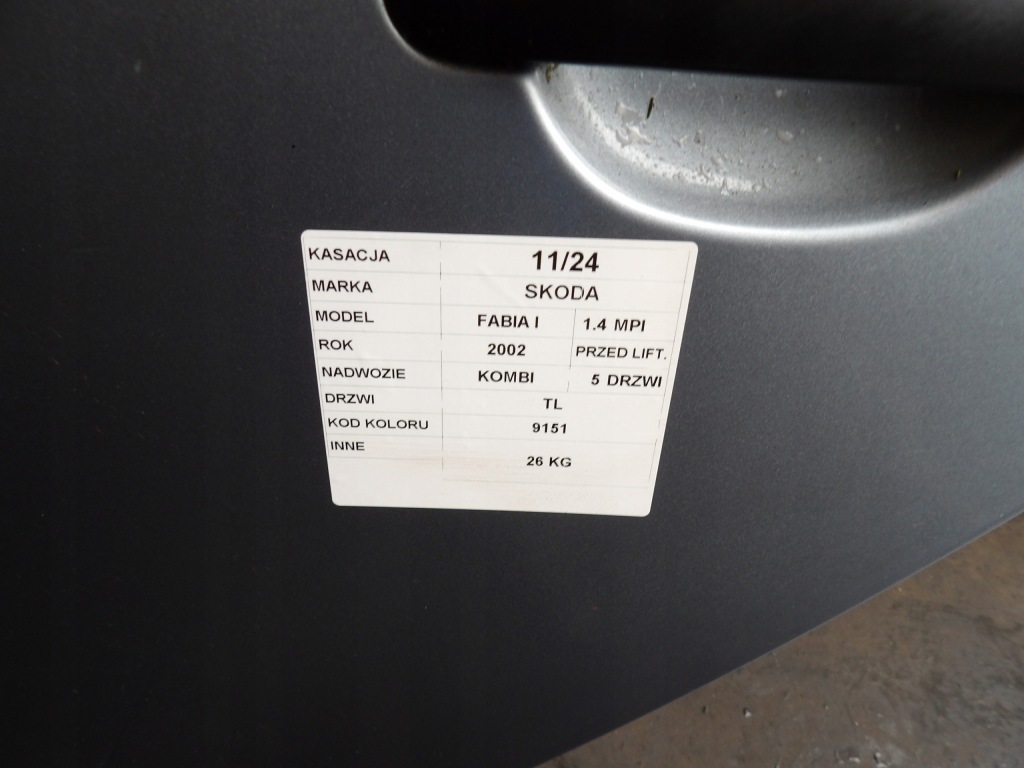 KASACJA 11/24
MARKA SKODA
MODEL FABIA I 1.4 MPI
ROK 2002 PRZED LIFT.
NADWOZIE KOMBI 5 DRZWI
DRZWI TL
KOD KOLORU 9151
INNE 26 KG